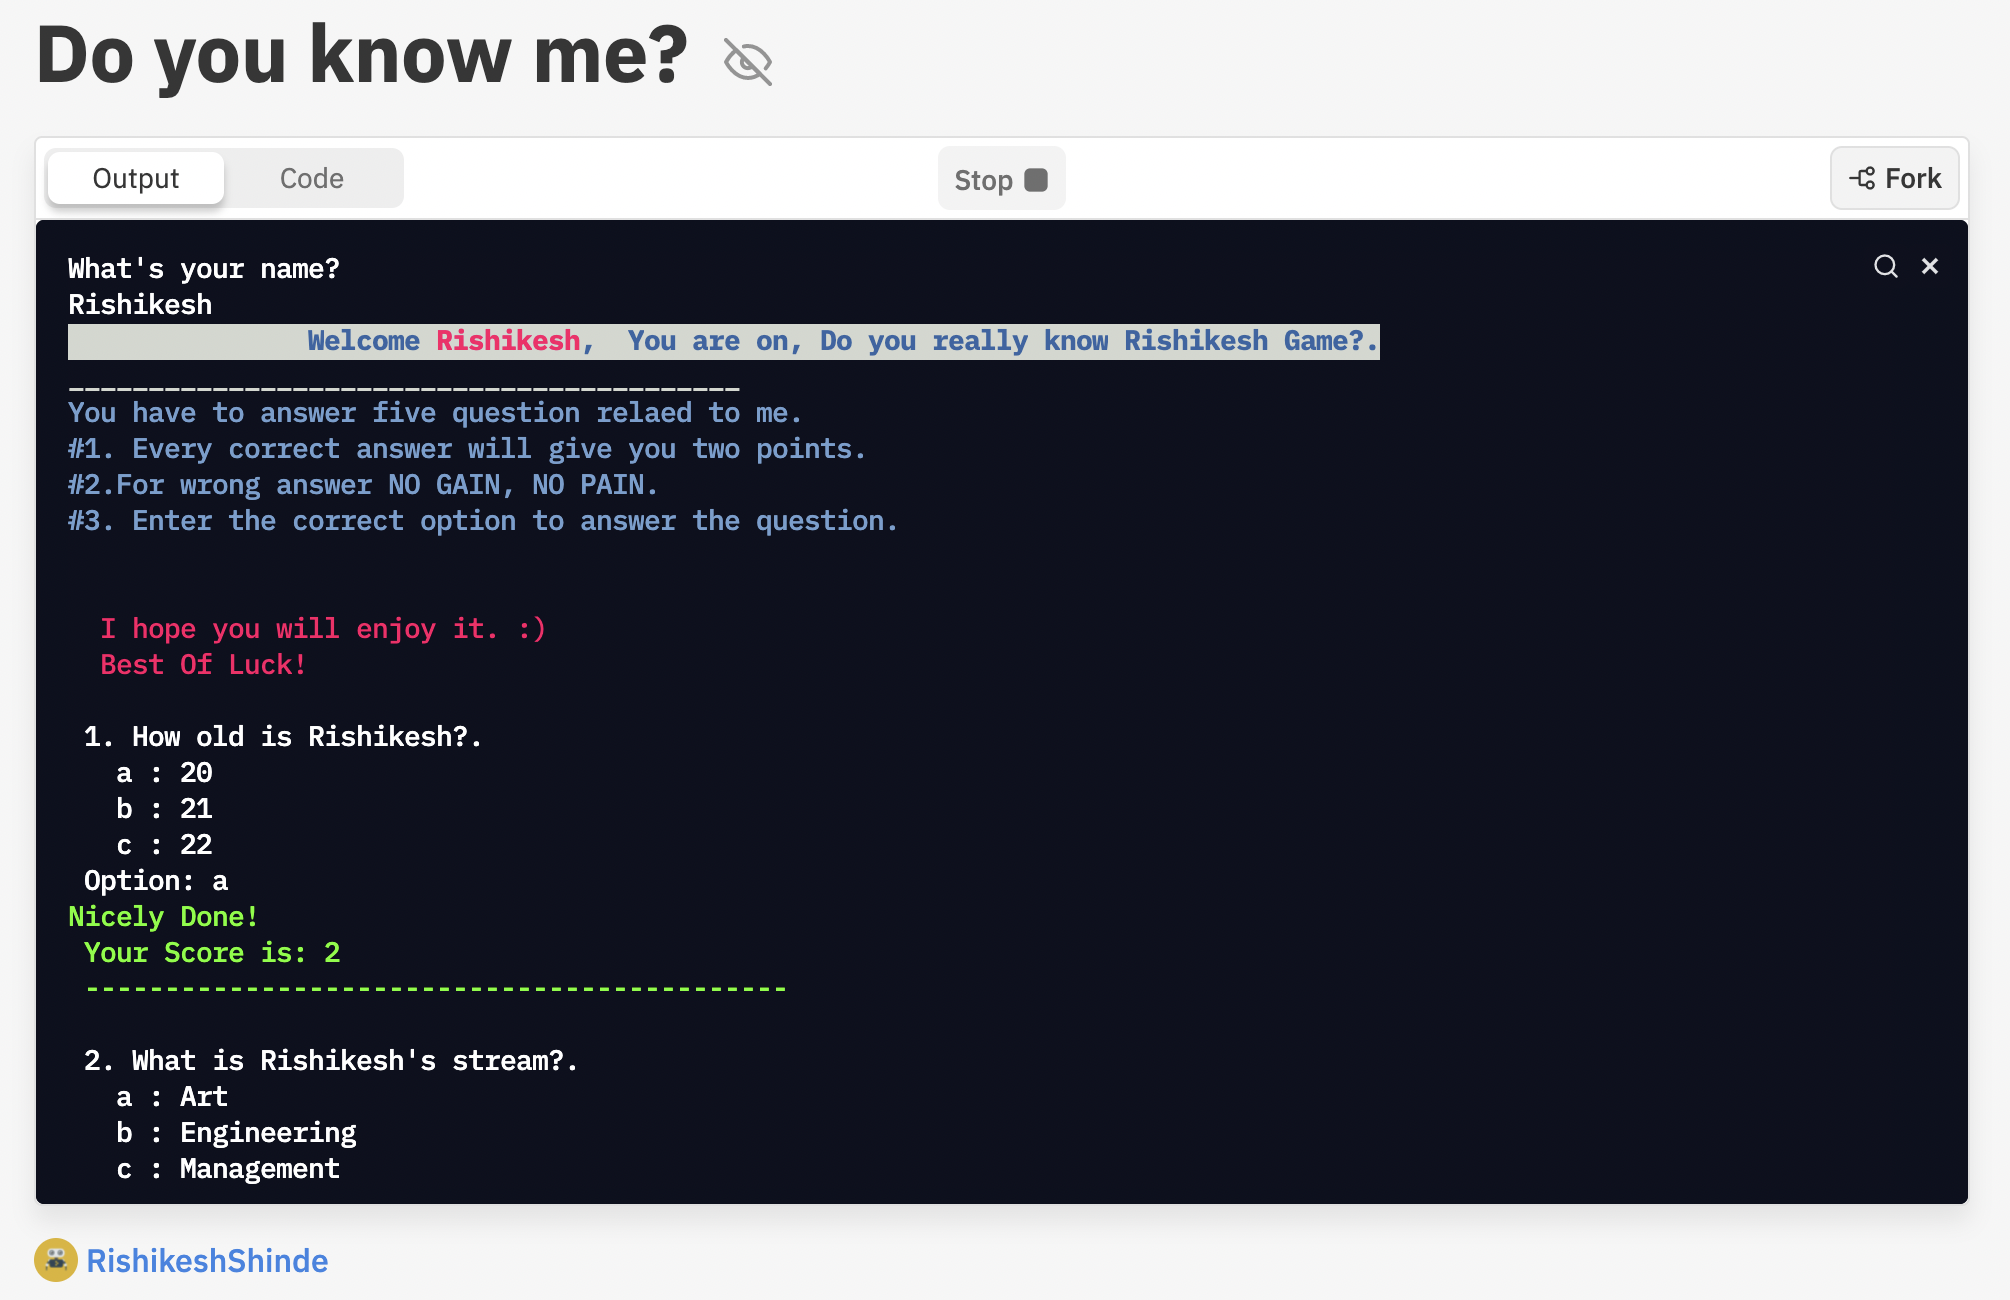 Do you know me?
Output Code Stop Fork
What's your name?
Rishikesh
Welcome Rishikesh,  You are on, Do you really know Rishikesh Game?.
__________________________________________
You have to answer five question relaed to me.
#1. Every correct answer will give you two points.
#2.For wrong answer NO GAIN, NO PAIN.
#3. Enter the correct option to answer the question.
I hope you will enjoy it. :)
Best Of Luck!
1. How old is Rishikesh?.
a : 20
b : 21
c : 22
Option: a
Nicely Done!
Your Score is: 2
--------------------------------------------
2. What is Rishikesh's stream?.
a : Art
b : Engineering
c : Management
RishikeshShinde